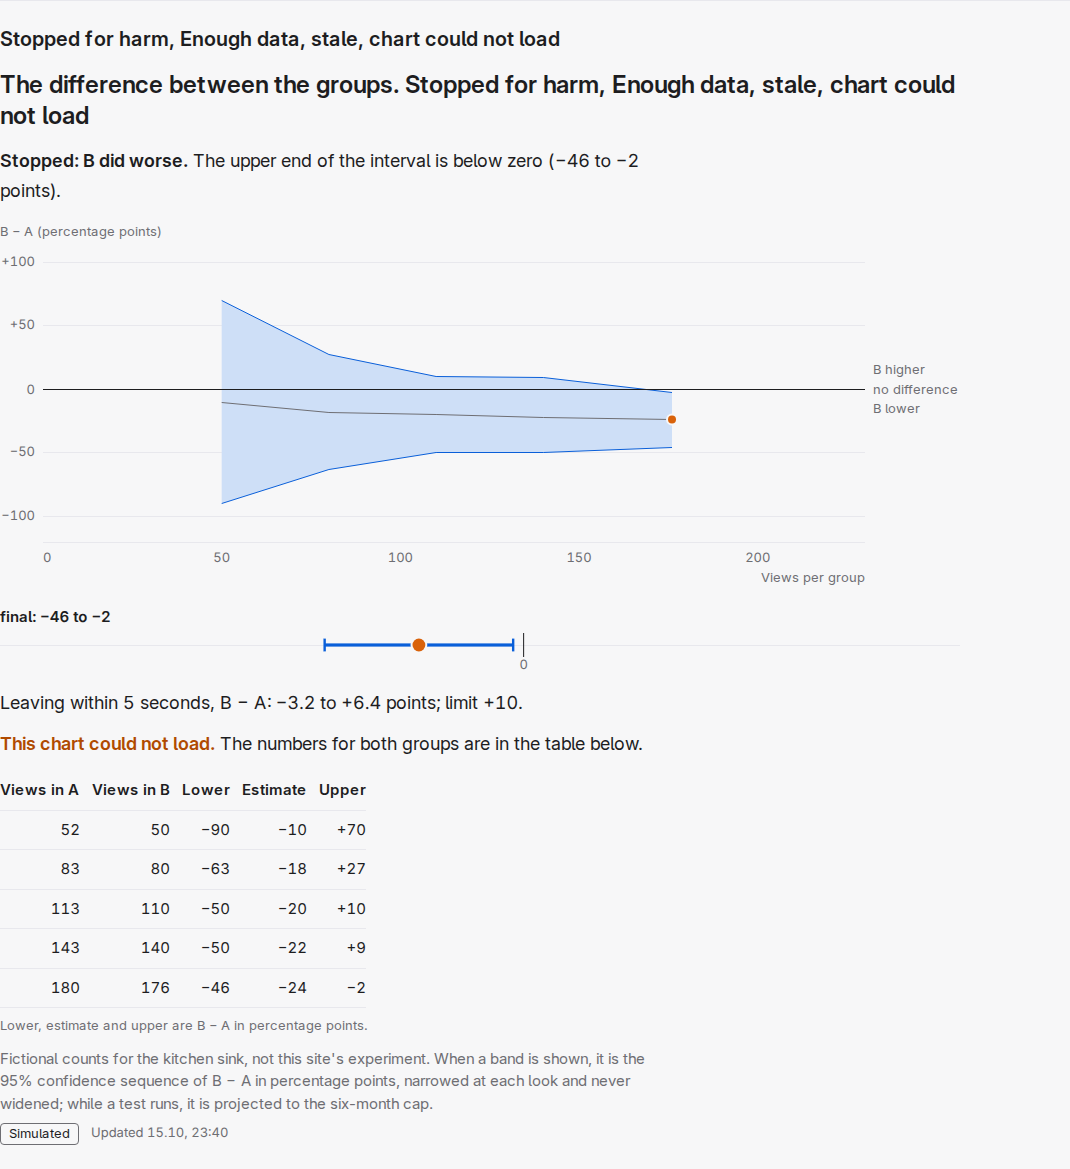 Stopped for harm, Enough data, stale, chart could not load
The difference between the groups. Stopped for harm, Enough data, stale, chart could
not load
Stopped: B did worse. The upper end of the interval is below zero (−46 to −2
points).
B − A (percentage points)
+100
+50
0
−50
−100
B higher
no difference
B lower
0 50 100 150 200
Views per group
final: −46 to −2
0
Leaving within 5 seconds, B − A: −3.2 to +6.4 points; limit +10.
This chart could not load. The numbers for both groups are in the table below.
Views in A Views in B Lower Estimate Upper
52 50 −90 −10 +70
83 80 −63 −18 +27
113 110 −50 −20 +10
143 140 −50 −22 +9
180 176 −46 −24 −2
Lower, estimate and upper are B − A in percentage points.
Fictional counts for the kitchen sink, not this site's experiment. When a band is shown, it is the
95% confidence sequence of B − A in percentage points, narrowed at each look and never
widened; while a test runs, it is projected to the six-month cap.
Simulated Updated 15.10, 23:40